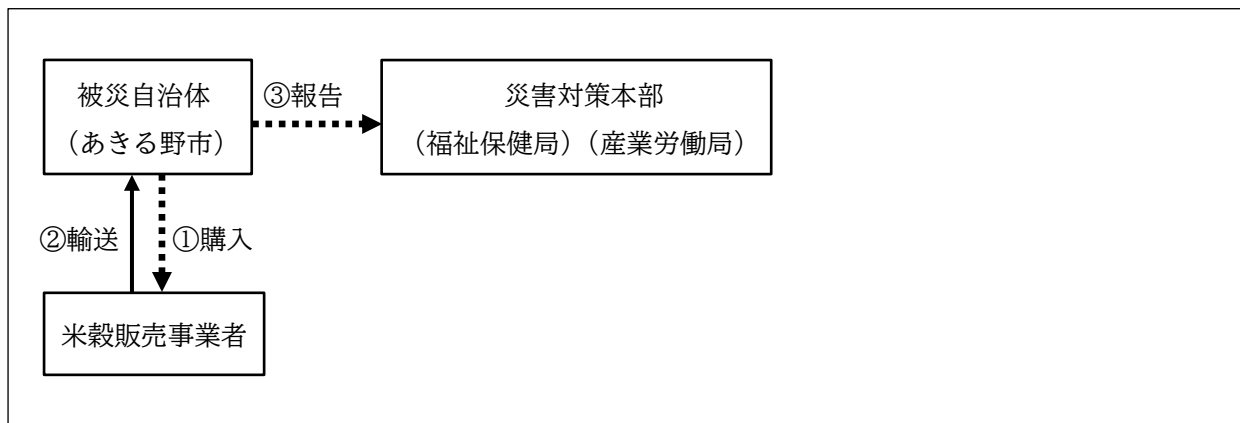 被災自治体
（あきる野市）
③報告
災害対策本部
（福祉保健局）（産業労働局）
②輸送
①購入
米穀販売事業者